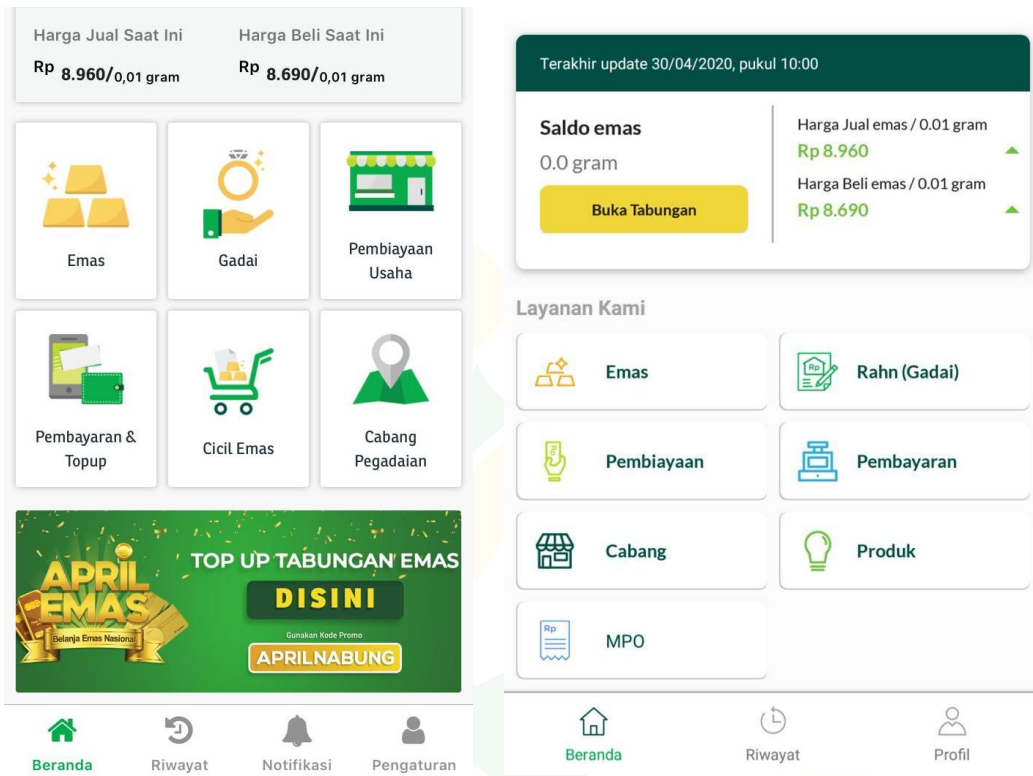 Harga Jual Saat Ini
Harga Beli Saat Ini
Rp 8.960/0,01 gram
Rp 8.690/0,01 gram
Emas
Gadai
Pembiayaan
Usaha
Pembayaran &
Topup
Cicil Emas
Cabang
Pegadaian
APRIL
EMAS
Belanja Emas Nasional
TOP UP TABUNGAN EMAS
DISINI
Gunakan Kode Promo
APRILNABUNG
Beranda
Riwayat
Notifikasi
Pengaturan
Terakhir update 30/04/2020, pukul 10:00
Saldo emas
0.0 gram
Buka Tabungan
Harga Jual emas / 0.01 gram
Rp 8.960
Harga Beli emas / 0.01 gram
Rp 8.690
Layanan Kami
Emas
Rp
Rahn (Gadai)
Rp
Pembiayaan
Pembayaran
Cabang
Produk
Rp
MPO
Beranda
Riwayat
Profil